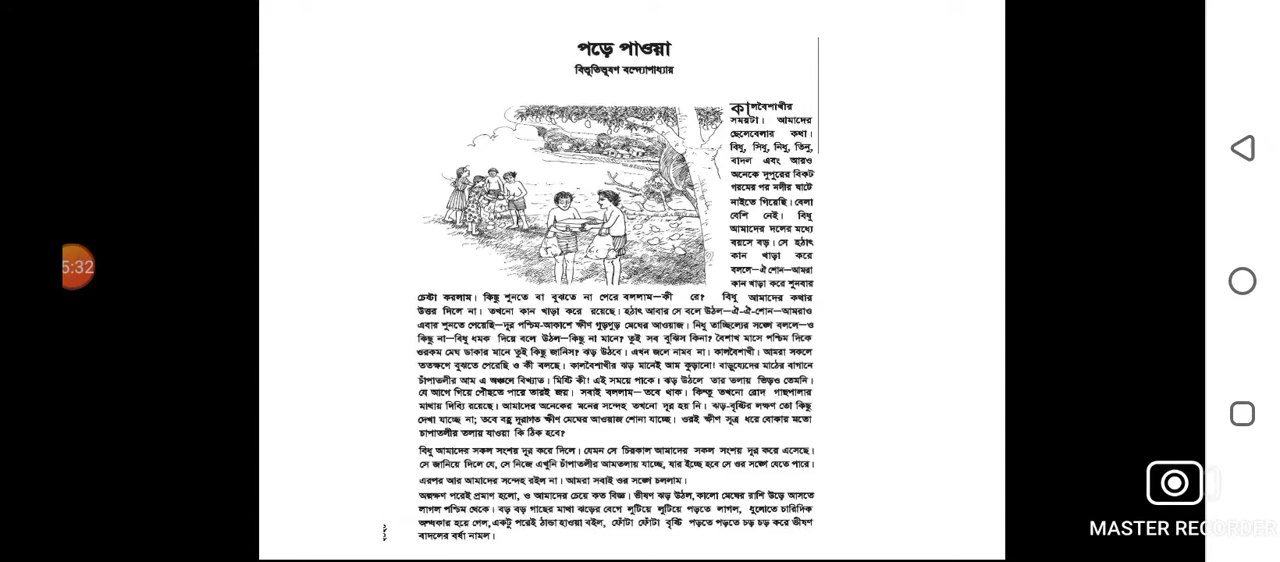 5:32
পড়ে পাওয়া
বিভূতিভূষণ বন্দ্যোপাধ্যায়
কালবৈশাখীর
সময়টা। আমাদের
ছেলেবেলার কথা।
বিধু, সিধু, নিধু, তিনু,
বাদল এবং আরও
অনেকে দুপুরের বিকট
গরমের পর নদীর ঘাটে
নাইতে গিয়েছি। বেলা
বেশি নেই। বিধু
আমাদের দলের মধ্যে
বয়সে বড়। সে হঠাৎ
কান খাড়া করে
বললে—ঐ শোন—আমরা
কান খাড়া করে শুনবার
চেষ্টা করলাম। কিছু শুনতে বা বুঝতে না পেরে বললাম—কী রে? বিধু আমাদের কথার
উত্তর দিলে না। তখনো কান খাড়া করে রয়েছে। হঠাৎ আবার সে বলে উঠল—ঐ-ঐ-শোন—আমরাও
এবার শুনতে পেয়েছি—দূর পশ্চিম-আকাশে ক্ষীণ গুড়গুড় মেঘের আওয়াজ। নিধু তাচ্ছিল্যের সঙ্গে বললে—ও
কিছু না—বিধু ধমক দিয়ে বলে উঠল—কিছু না মানে? তুই সব বুঝিস কিনা? বৈশাখ মাসে পশ্চিম দিকে
ওরকম মেঘ ডাকার মানে তুই কিছু জানিস? ঝড় উঠবে। এখন জলে নামব না। কালবৈশাখী। আমরা সকলে
ততক্ষণে বুঝতে পেরেছি ও কী বলছে। কালবৈশাখীর ঝড় মানেই আম কুড়ানো! বাড়ুয্যেদের মাঠের বাগানে
চাঁপাতলীর আম এ অঞ্চলে বিখ্যাত। মিষ্টি কী! এই সময়ে পাকে। ঝড় উঠলে তার তলায় ভিড়ও তেমনি।
যে আগে গিয়ে পৌঁছতে পারে তারই জয়। সবাই বললাম—তবে থাক। কিন্তু তখনো রোদ গাছপালার
মাথায় দিব্যি রয়েছে। আমাদের অনেকের মনের সন্দেহ তখনো দূর হয় নি। ঝড়-বৃষ্টির লক্ষণ তো কিছু
দেখা যাচ্ছে না; তবে বহু দূরাগত ক্ষীণ মেঘের আওয়াজ শোনা যাচ্ছে। ওরই ক্ষীণ সূত্র ধরে বোকার মতো
চাপাতলীর তলায় যাওয়া কি ঠিক হবে?
বিধু আমাদের সকল সংশয় দূর করে দিলে। যেমন সে চিরকাল আমাদের সকল সংশয় দূর করে এসেছে।
সে জানিয়ে দিলে যে, সে নিজে এখুনি চাঁপাতলীর আমতলায় যাচ্ছে, যার ইচ্ছে হবে সে ওর সঙ্গে যেতে পারে।
এরপর আর আমাদের সন্দেহ রইল না। আমরা সবাই ওর সঙ্গে চললাম।
অল্পক্ষণ পরেই প্রমাণ হলো, ও আমাদের চেয়ে কত বিজ্ঞ। ভীষণ ঝড় উঠল, কালো মেঘের রাশি উড়ে আসতে
লাগল পশ্চিম থেকে। বড় বড় গাছের মাথা ঝড়ের বেগে লুটিয়ে লুটিয়ে পড়তে লাগল, ধুলোতে চারিদিক
অন্ধকার হয়ে গেল, একটু পরেই ঠান্ডা হাওয়া বইল, ফোঁটা ফোঁটা বৃষ্টি পড়তে পড়তে চড় চড় করে ভীষণ
বাদলের বর্ষা নামল।
MASTER RECORDER